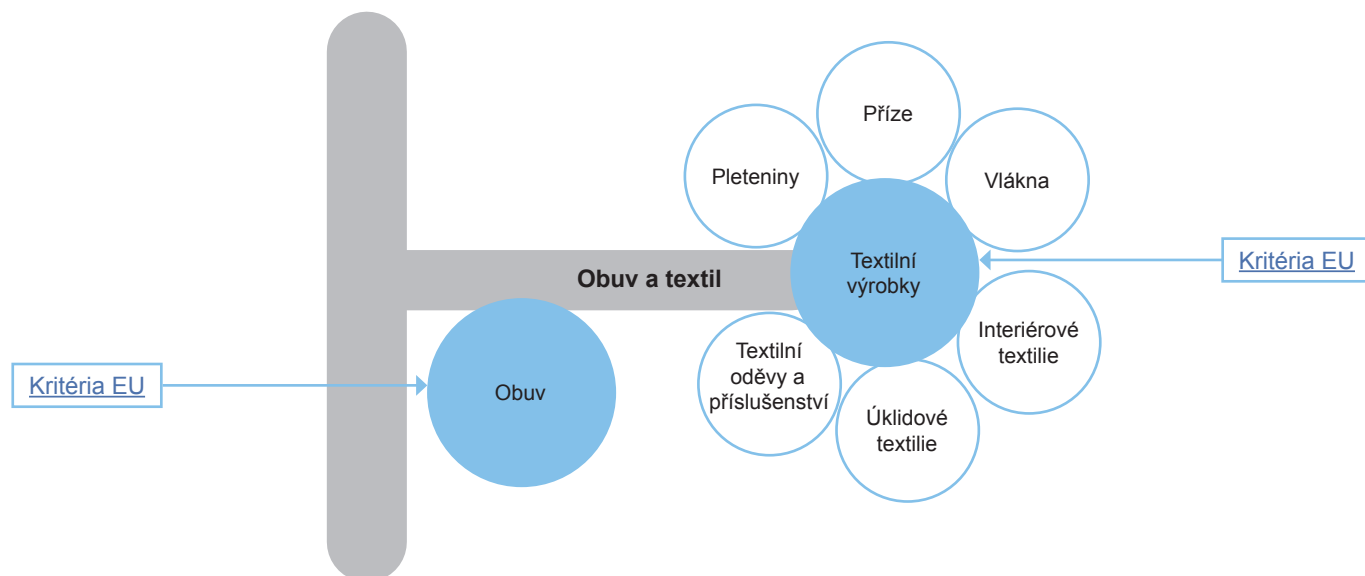 Příze
Pleteniny
Vlákna
Textilní
výrobky
Kritéria EU
Obuv a textil
Interiérové
textilie
Textilní
oděvy a
příslušenství
Kritéria EU
Obuv
Úklidové
textilie